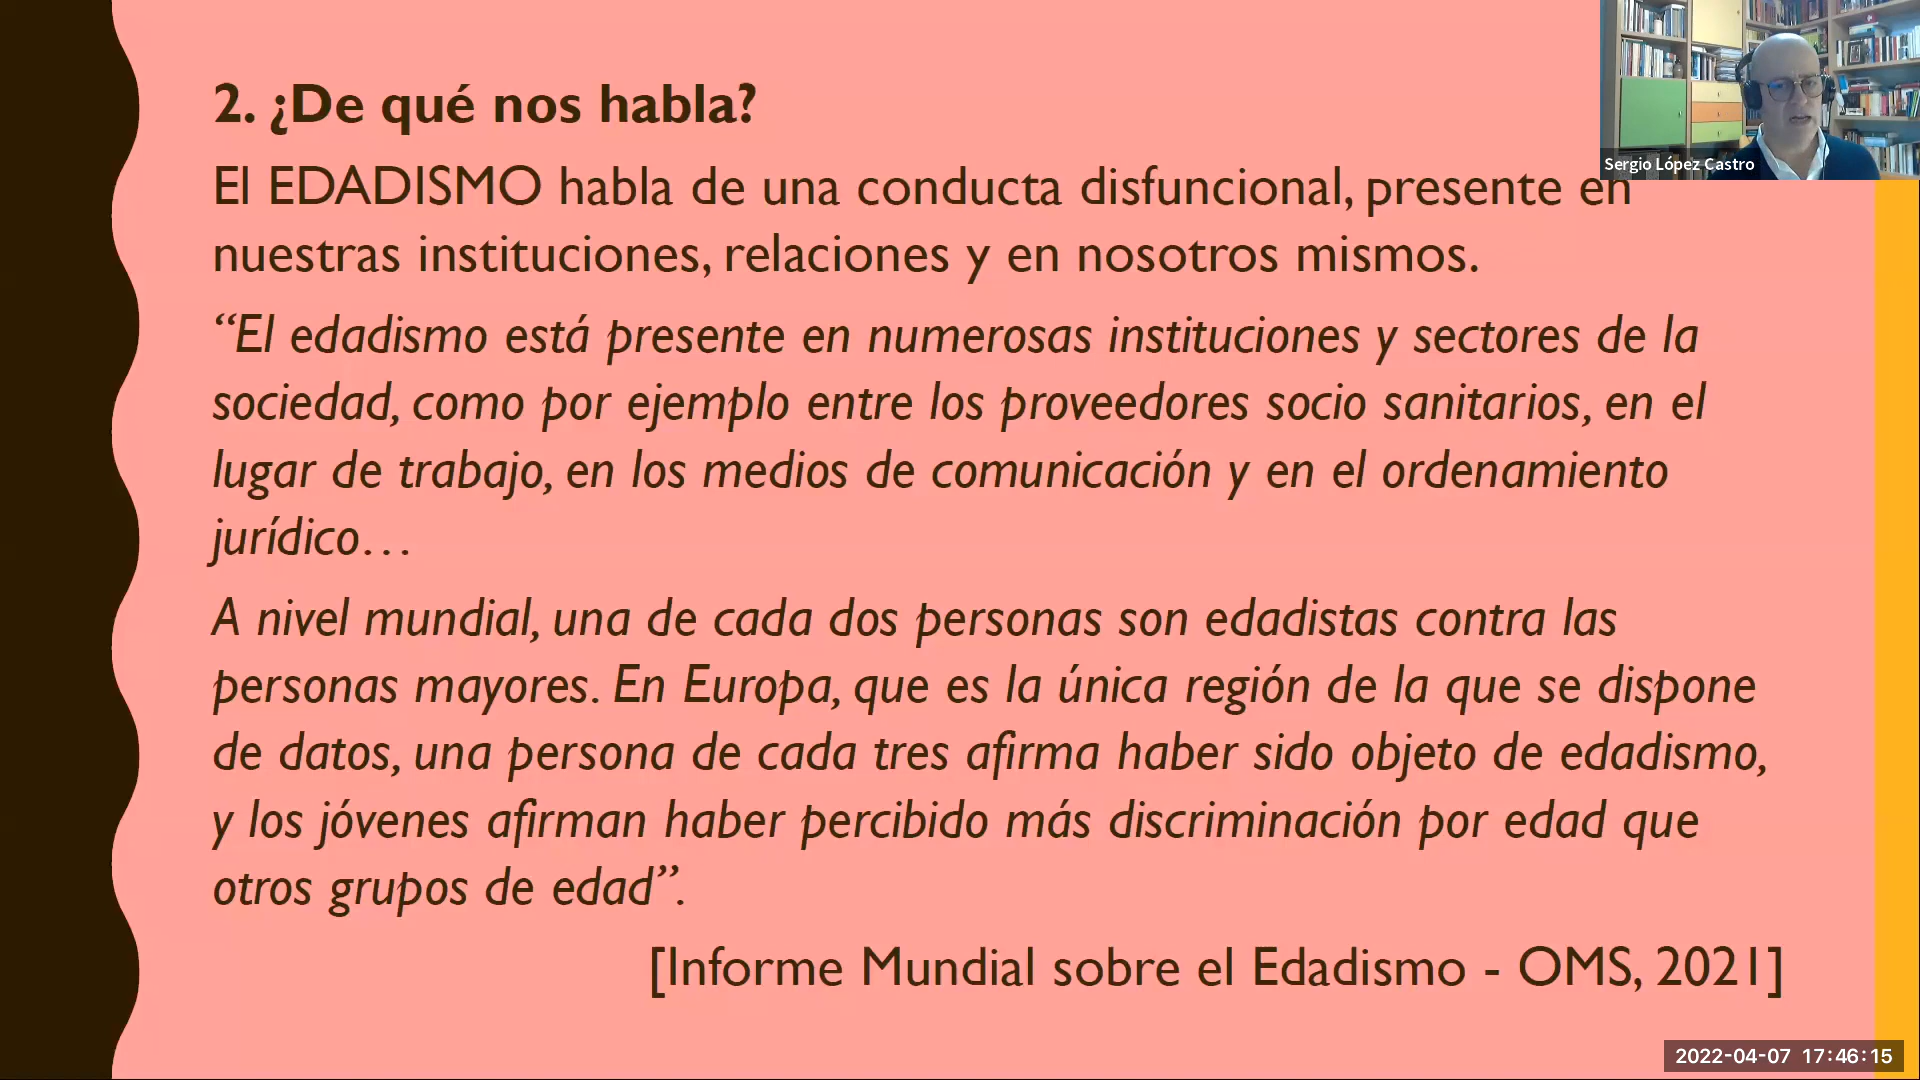 2. ¿De qué nos habla?
El EDADISMO habla de una conducta disfuncional, presente en
nuestras instituciones, relaciones y en nosotros mismos.
“El edadismo está presente en numerosas instituciones y sectores de la
sociedad, como por ejemplo entre los proveedores socio sanitarios, en el
lugar de trabajo, en los medios de comunicación y en el ordenamiento
jurídico…
A nivel mundial, una de cada dos personas son edadistas contra las
personas mayores. En Europa, que es la única región de la que se dispone
de datos, una persona de cada tres afirma haber sido objeto de edadismo,
y los jóvenes afirman haber percibido más discriminación por edad que
otros grupos de edad”.
[Informe Mundial sobre el Edadismo - OMS, 2021]
Sergio López Castro
2022-04-07 17:46:15